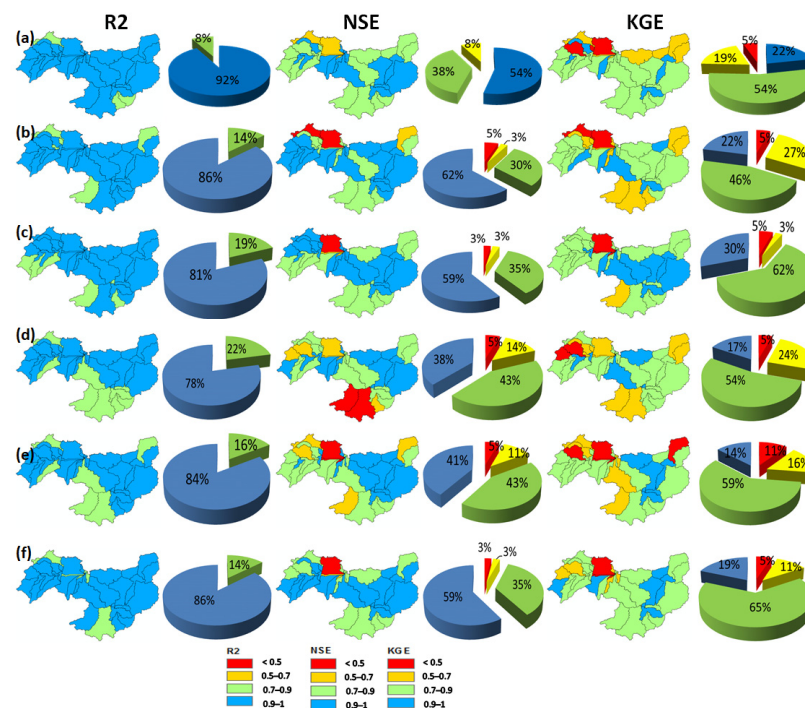 R2 NSE KGE
(a) 8% 92% 8% 38% 54% 5% 19% 22% 54%
(b) 14% 86% 5% 3% 62% 30% 22% 5% 27% 46%
(c) 19% 81% 3% 3% 59% 35% 5% 3% 30% 62%
(d) 22% 78% 5% 14% 38% 43% 17% 5% 24% 54%
(e) 16% 84% 5% 11% 41% 43% 14% 11% 16% 59%
(f) 14% 86% 3% 3% 59% 35% 19% 5% 11% 65%
R2 NSE KGE
< 0.5 < 0.5 < 0.5
0.5–0.7 0.5–0.7 0.5–0.7
0.7–0.9 0.7–0.9 0.7–0.9
0.9–1 0.9–1 0.9–1